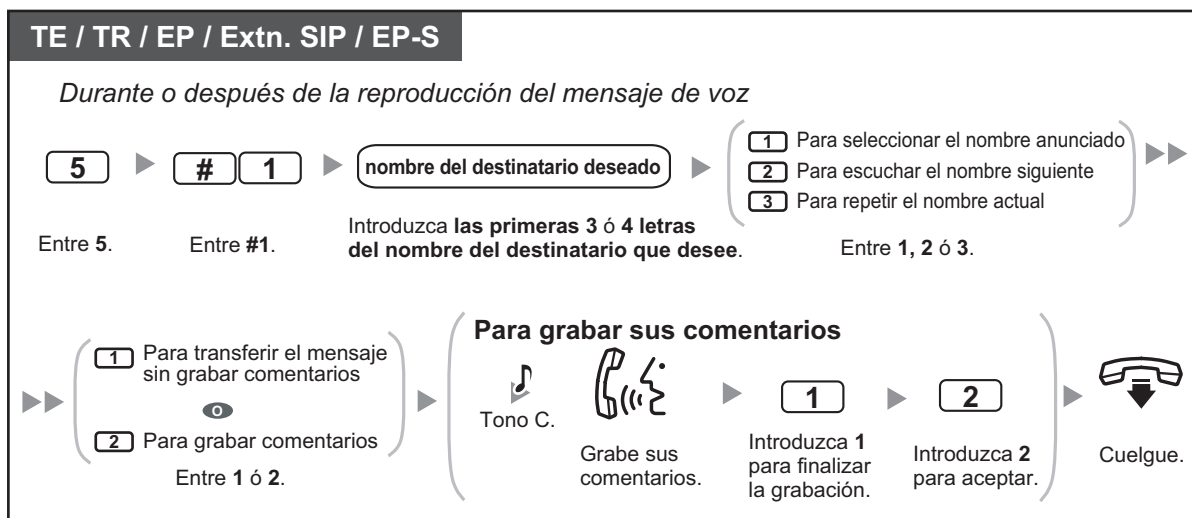 TE / TR / EP / Extn. SIP / EP-S
Durante o después de la reproducción del mensaje de voz
5
# 1
nombre del destinatario deseado
1 Para seleccionar el nombre anunciado
2 Para escuchar el nombre siguiente
3 Para repetir el nombre actual
Entre 5.
Entre #1.
Introduzca las primeras 3 ó 4 letras
del nombre del destinatario que desee.
Entre 1, 2 ó 3.
1 Para transferir el mensaje
sin grabar comentarios
O
2 Para grabar comentarios
Entre 1 ó 2.
Para grabar sus comentarios
Tono C.
Grabe sus
comentarios.
1
Introduzca 1
para finalizar
la grabación.
2
Introduzca 2
para aceptar.
Cuelgue.